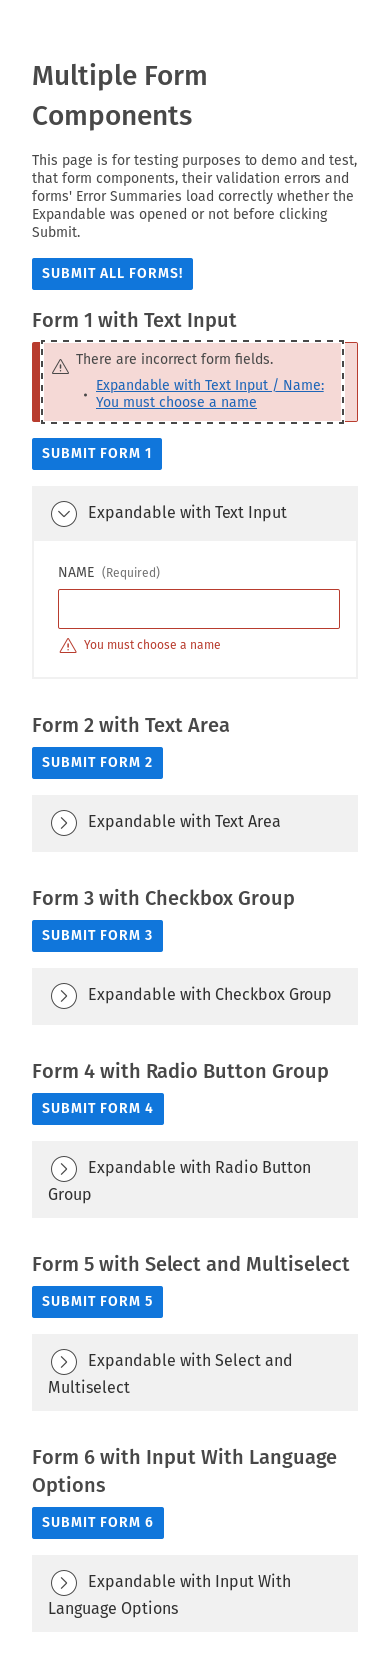 Multiple Form
Components
This page is for testing purposes to demo and test,
that form components, their validation errors and
forms' Error Summaries load correctly whether the
Expandable was opened or not before clicking
Submit.
SUBMIT ALL FORMS!
Form 1 with Text Input
There are incorrect form fields.
• Expandable with Text Input / Name:
You must choose a name
SUBMIT FORM 1
Expandable with Text Input
NAME (Required)
You must choose a name
Form 2 with Text Area
SUBMIT FORM 2
Expandable with Text Area
Form 3 with Checkbox Group
SUBMIT FORM 3
Expandable with Checkbox Group
Form 4 with Radio Button Group
SUBMIT FORM 4
Expandable with Radio Button
Group
Form 5 with Select and Multiselect
SUBMIT FORM 5
Expandable with Select and
Multiselect
Form 6 with Input With Language
Options
SUBMIT FORM 6
Expandable with Input With
Language Options